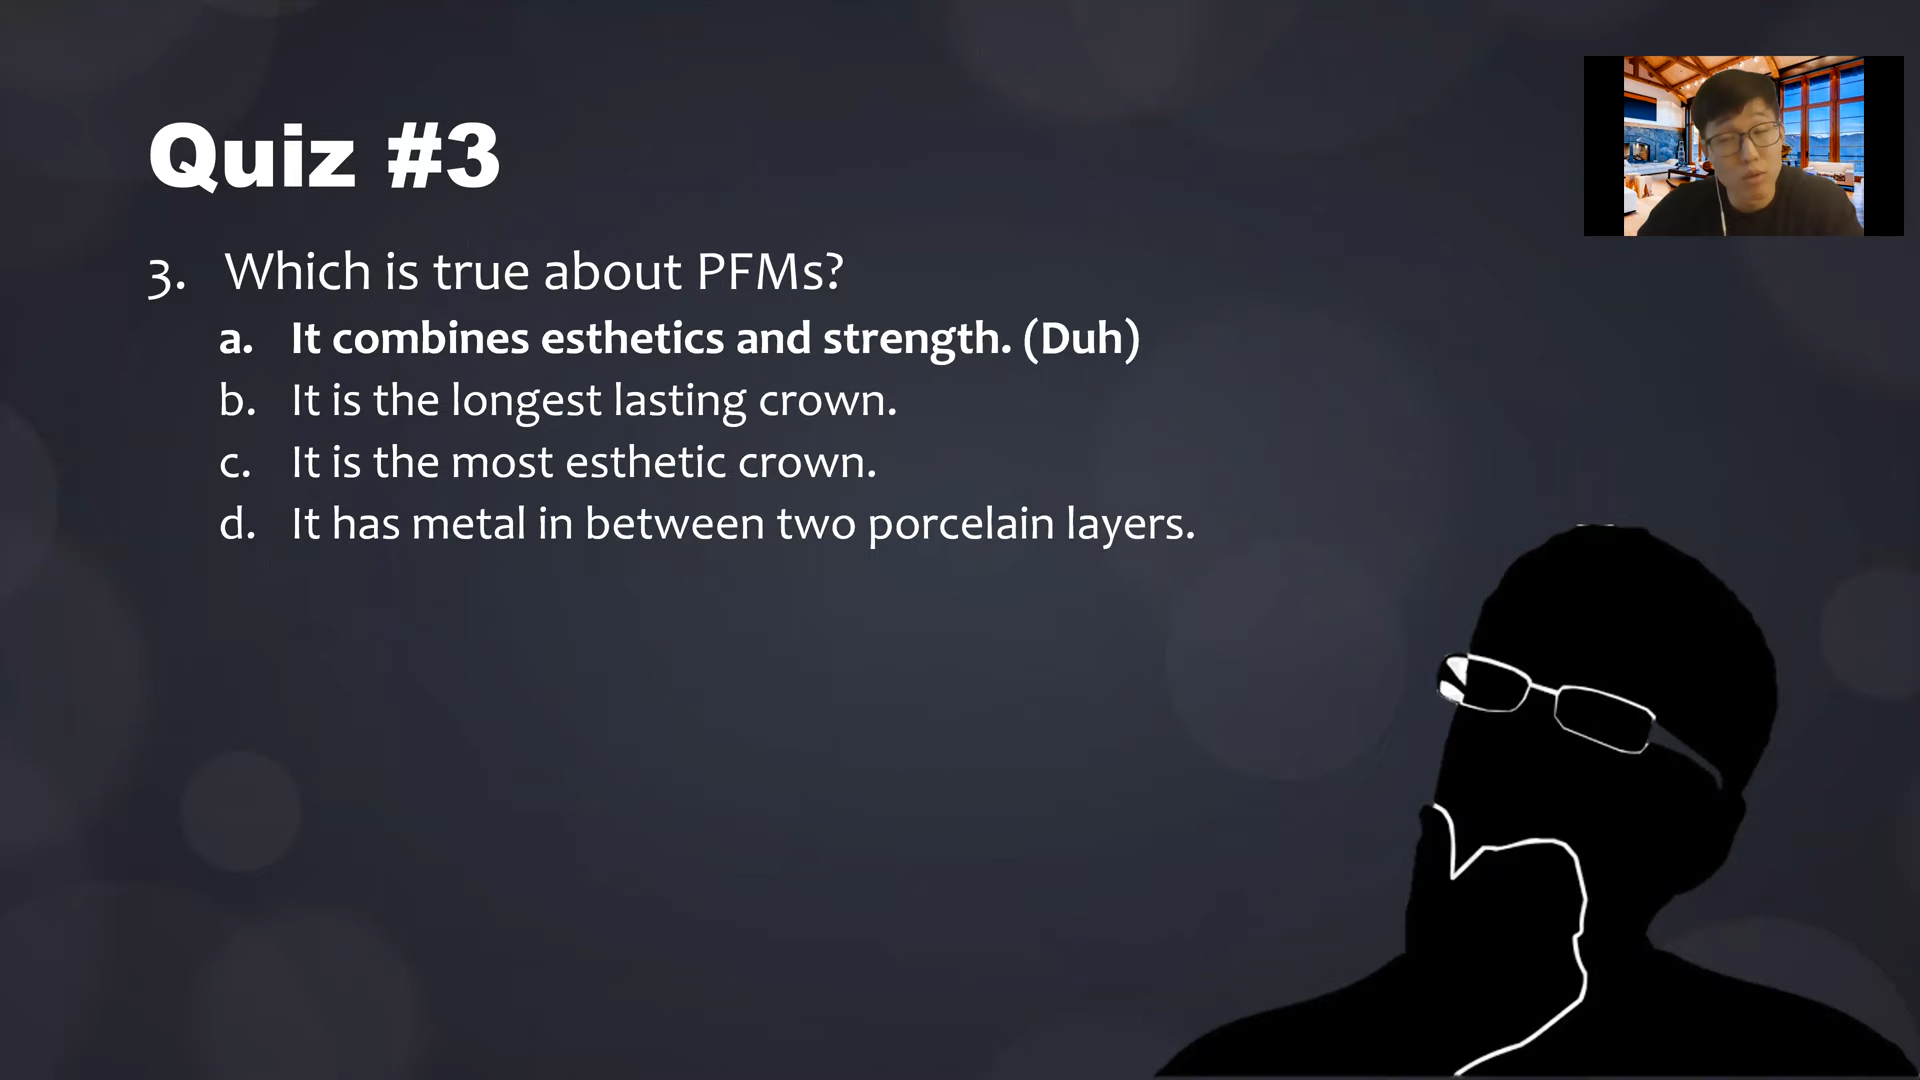 Quiz #3
3. Which is true about PFMs?
a. It combines esthetics and strength. (Duh)
b. It is the longest lasting crown.
c. It is the most esthetic crown.
d. It has metal in between two porcelain layers.